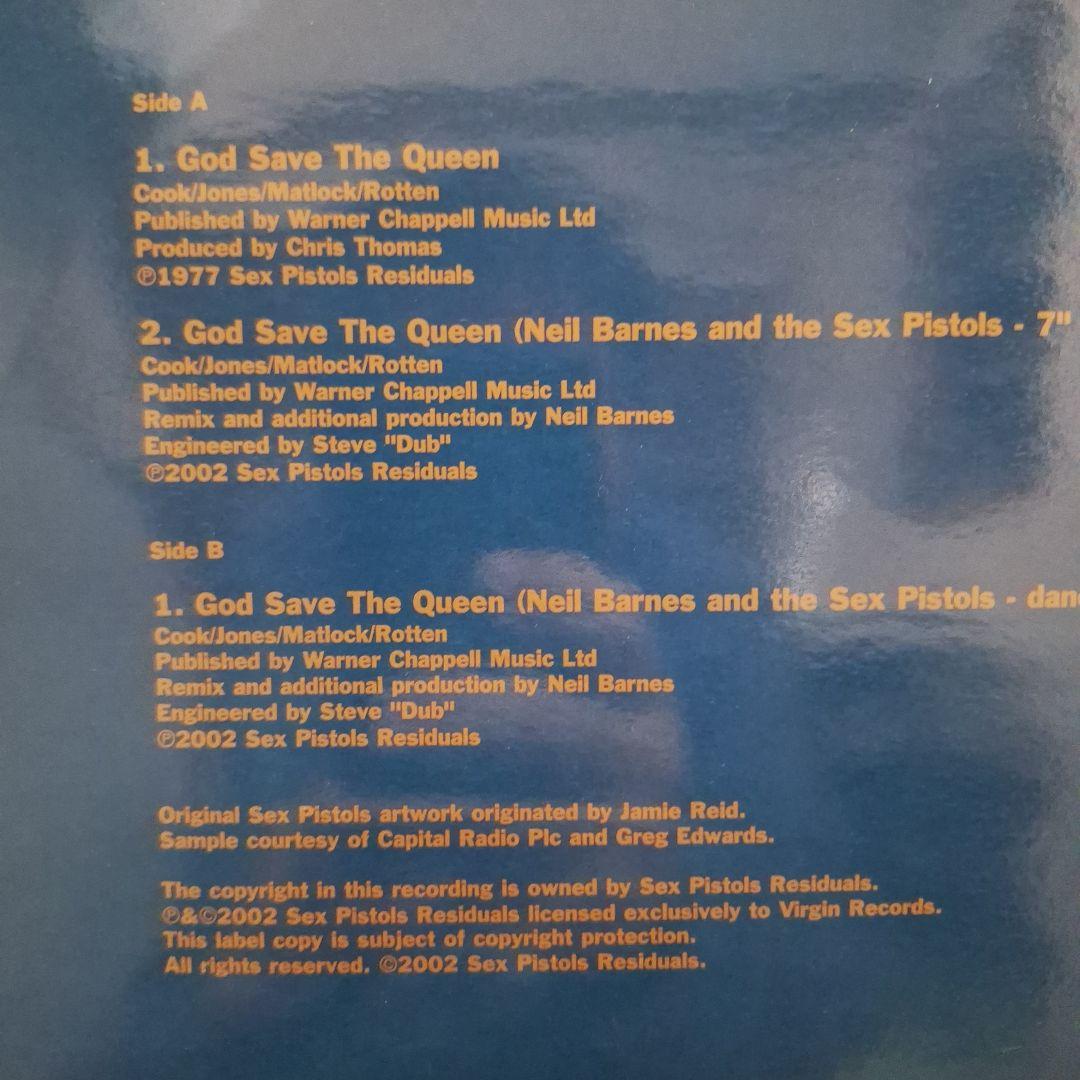 Side A
1. God Save The Queen
Cook/Jones/Matlock/Rotten
Published by Warner Chappell Music Ltd
Produced by Chris Thomas
℗1977 Sex Pistols Residuals
2. God Save The Queen (Neil Barnes and the Sex Pistols - 7"
Cook/Jones/Matlock/Rotten
Published by Warner Chappell Music Ltd
Remix and additional production by Neil Barnes
Engineered by Steve "Dub"
℗2002 Sex Pistols Residuals
Side B
1. God Save The Queen (Neil Barnes and the Sex Pistols -
Cook/Jones/Matlock/Rotten
Published by Warner Chappell Music Ltd
Remix and additional production by Neil Barnes
Engineered by Steve "Dub"
℗2002 Sex Pistols Residuals
Original Sex Pistols artwork originated by Jamie Reid.
Sample courtesy of Capital Radio Plc and Greg Edwards.
The copyright in this recording is owned by Sex Pistols Residuals.
℗&©2002 Sex Pistols Residuals licensed exclusively to Virgin Records.
This label copy is subject of copyright protection.
All rights reserved. ©2002 Sex Pistols Residuals.